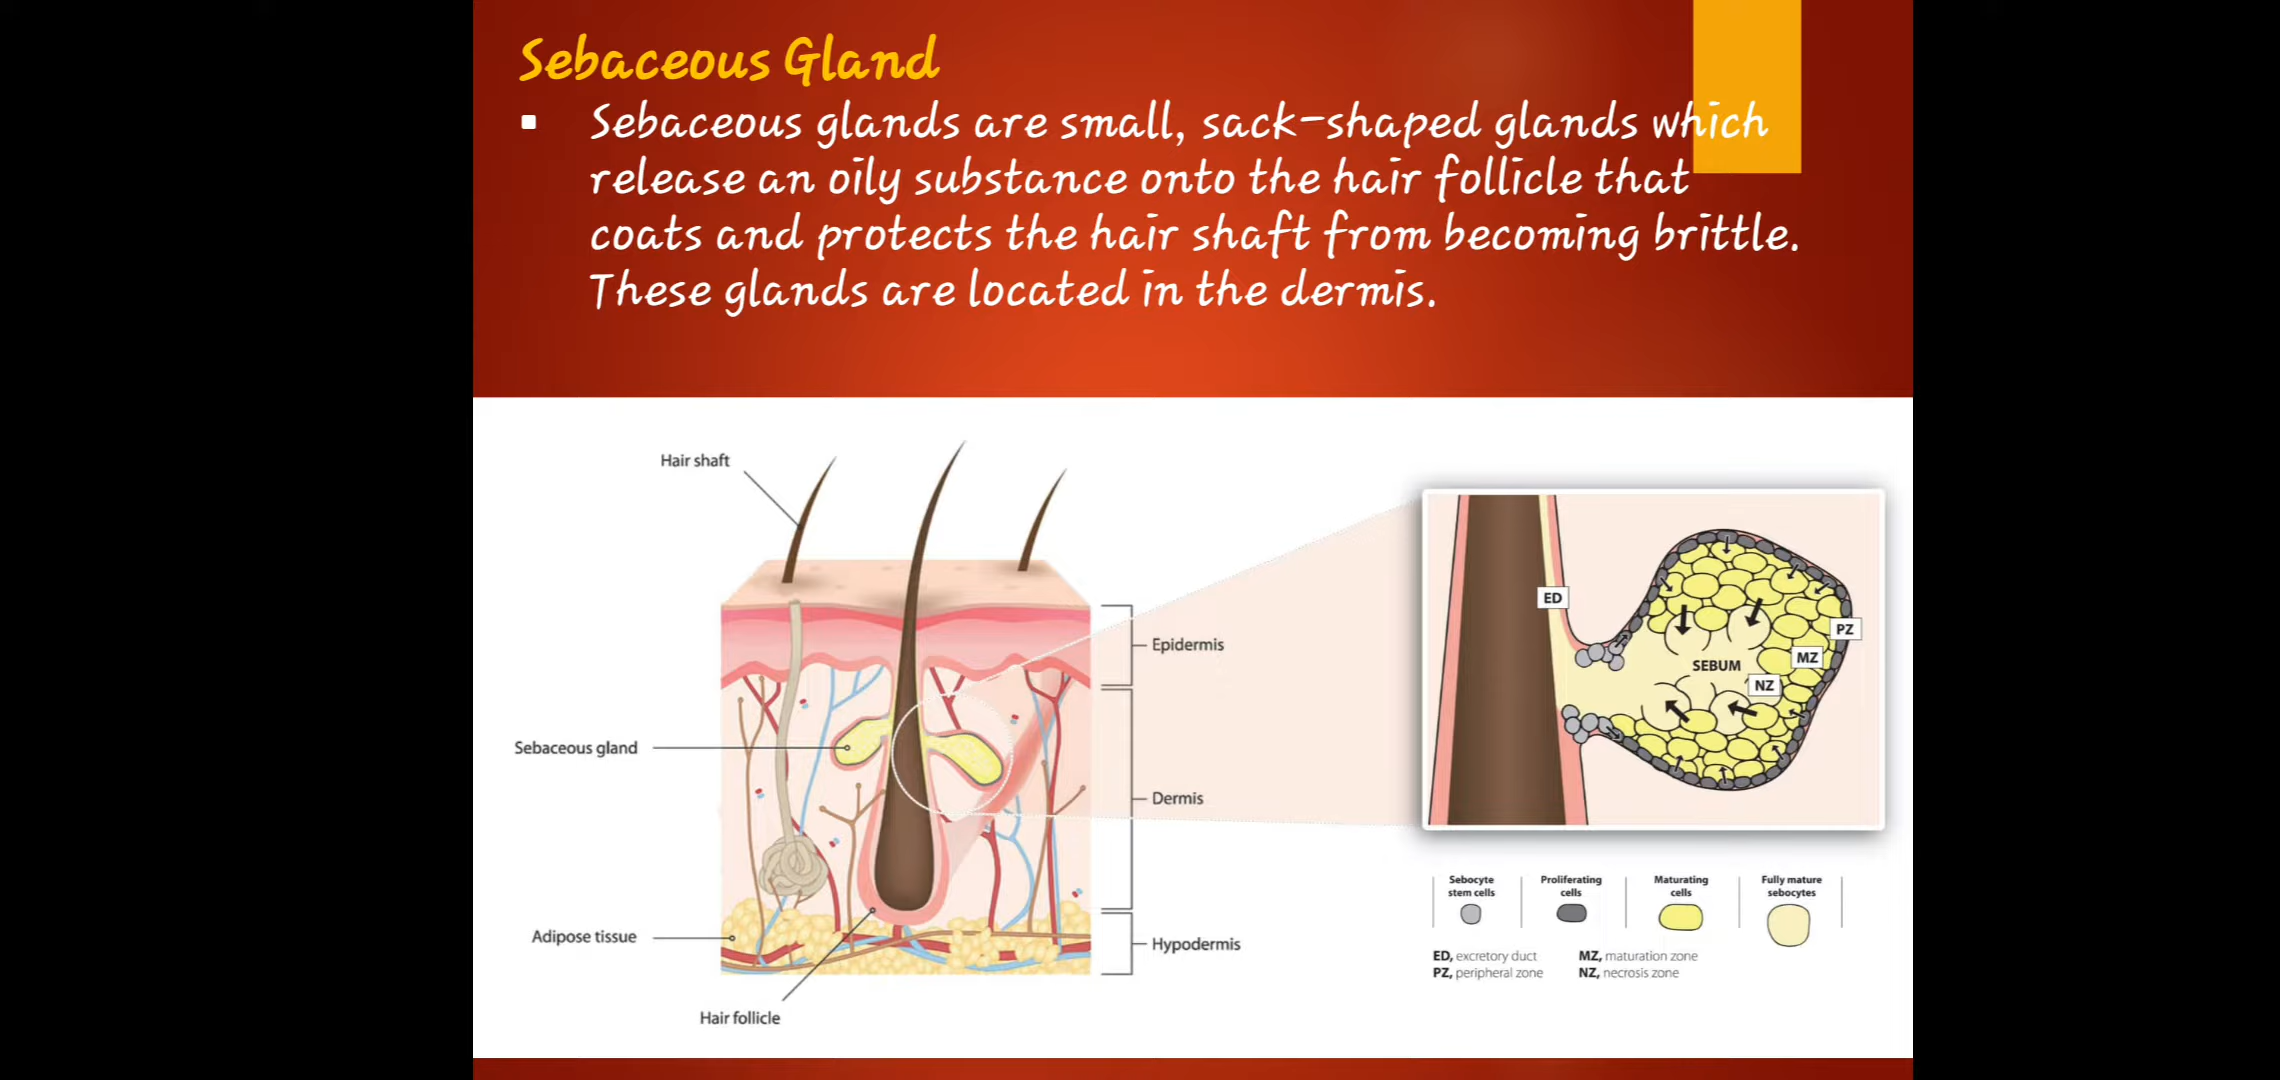 Sebaceous Gland
▪ Sebaceous glands are small, sack-shaped glands which
release an oily substance onto the hair follicle that
coats and protects the hair shaft from becoming brittle.
These glands are located in the dermis.
Hair shaft
Sebaceous gland
Adipose tissue
Hair follicle
Epidermis
Dermis
Hypodermis
ED
PZ
MZ
SEBUM
NZ
Sebocyte
stem cells
Proliferating
cells
Maturating
cells
Fully mature
sebocytes
ED, excretory duct
PZ, peripheral zone
MZ, maturation zone
NZ, necrosis zone